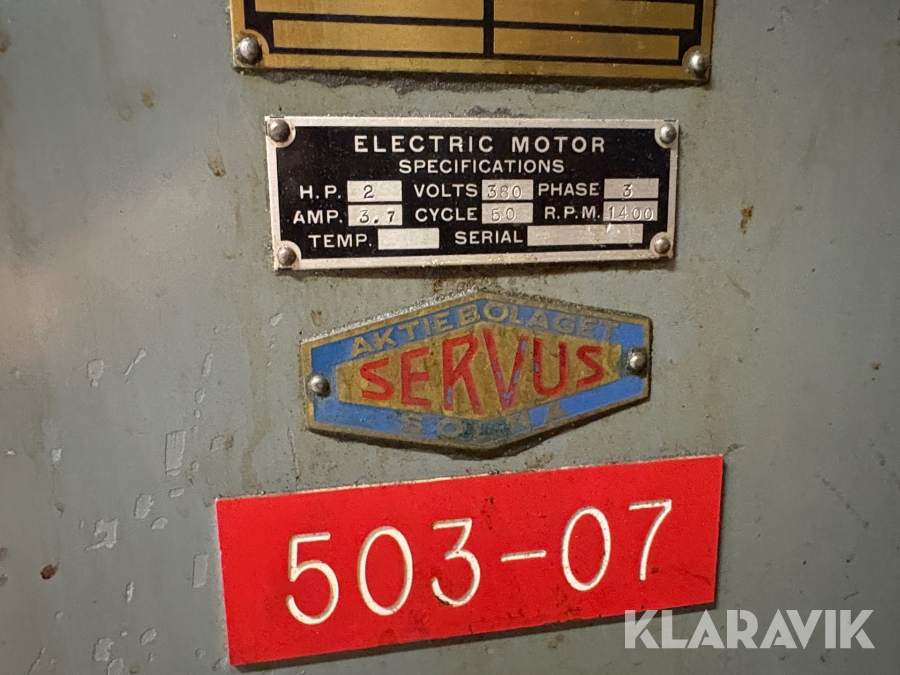 ELECTRIC MOTOR
SPECIFICATIONS
H.P. 2 VOLTS 380 PHASE 3
AMP. 3.7 CYCLE 50 R.P.M. 1400
TEMP. SERIAL
AKTIEBOLAGET
SERVUS
SOLNA
503-07
KLARAVIK